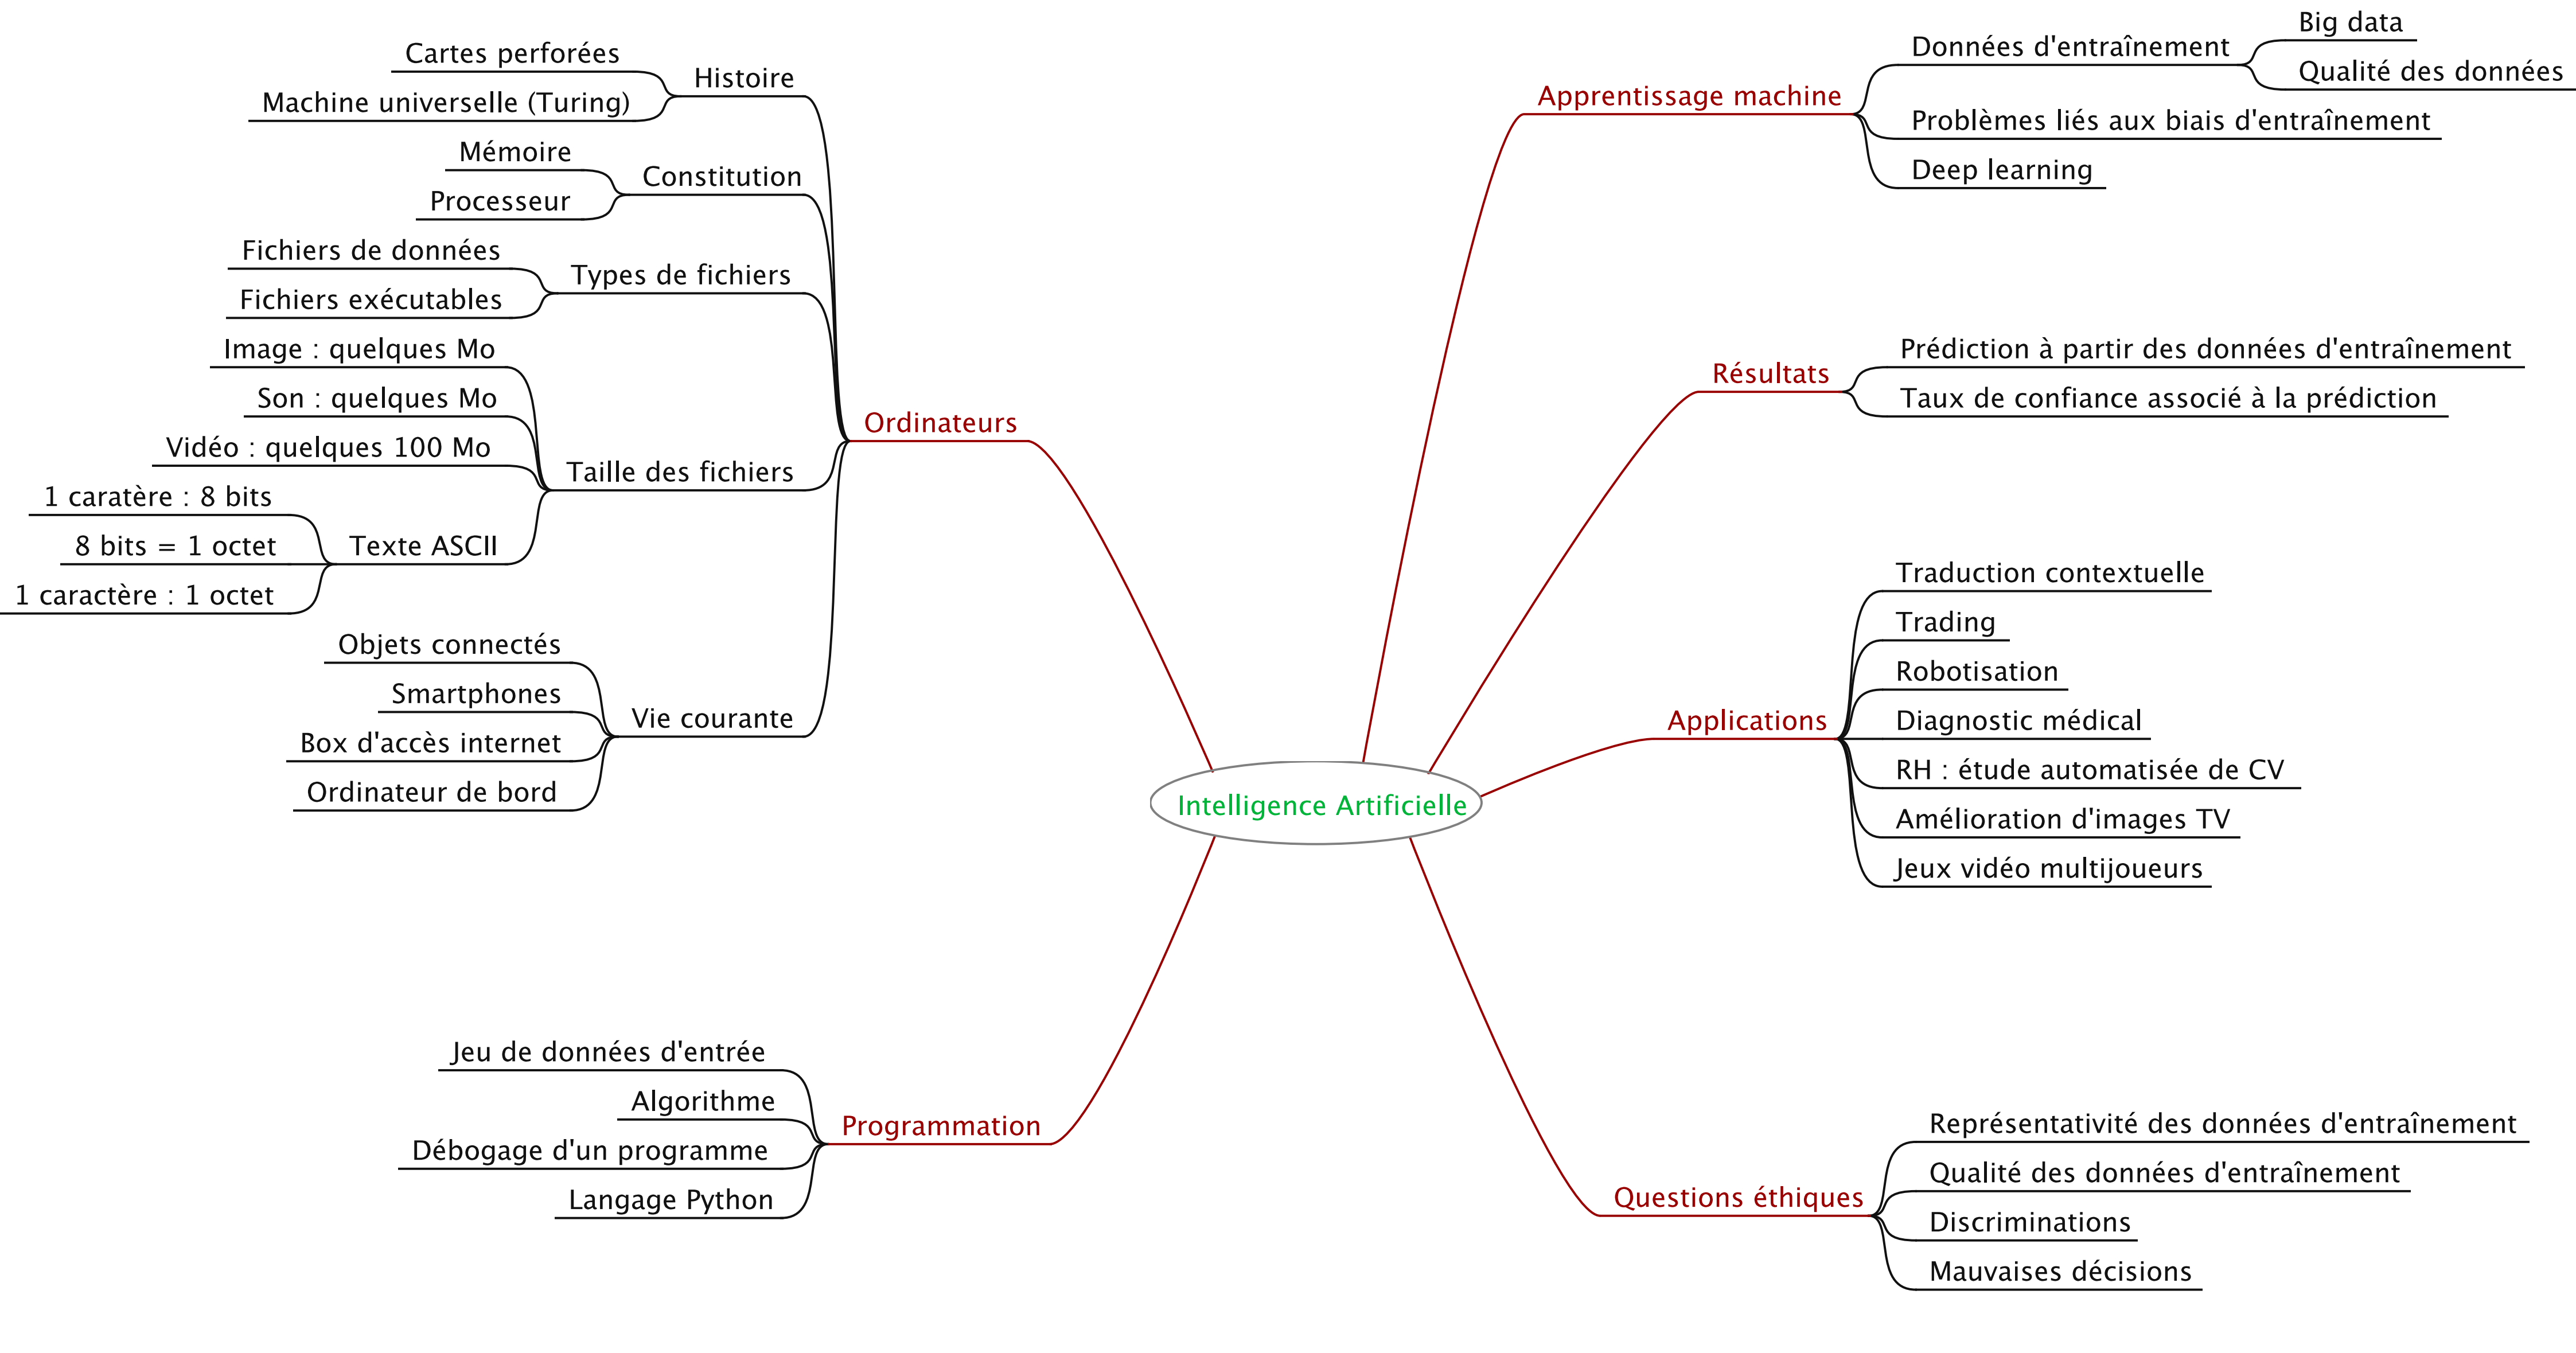 Cartes perforées
Machine universelle (Turing)
Histoire
Mémoire
Processeur
Constitution
Fichiers de données
Fichiers exécutables
Types de fichiers
Image : quelques Mo
Son : quelques Mo
Vidéo : quelques 100 Mo
1 caratère : 8 bits
8 bits = 1 octet
1 caractère : 1 octet
Texte ASCII
Taille des fichiers
Objets connectés
Smartphones
Box d'accès internet
Ordinateur de bord
Vie courante
Ordinateurs
Jeu de données d'entrée
Algorithme
Débogage d'un programme
Langage Python
Programmation
Intelligence Artificielle
Apprentissage machine
Données d'entraînement
Big data
Qualité des données
Problèmes liés aux biais d'entraînement
Deep learning
Résultats
Prédiction à partir des données d'entraînement
Taux de confiance associé à la prédiction
Applications
Traduction contextuelle
Trading
Robotisation
Diagnostic médical
RH : étude automatisée de CV
Amélioration d'images TV
Jeux vidéo multijoueurs
Questions éthiques
Représentativité des données d'entraînement
Qualité des données d'entraînement
Discriminations
Mauvaises décisions